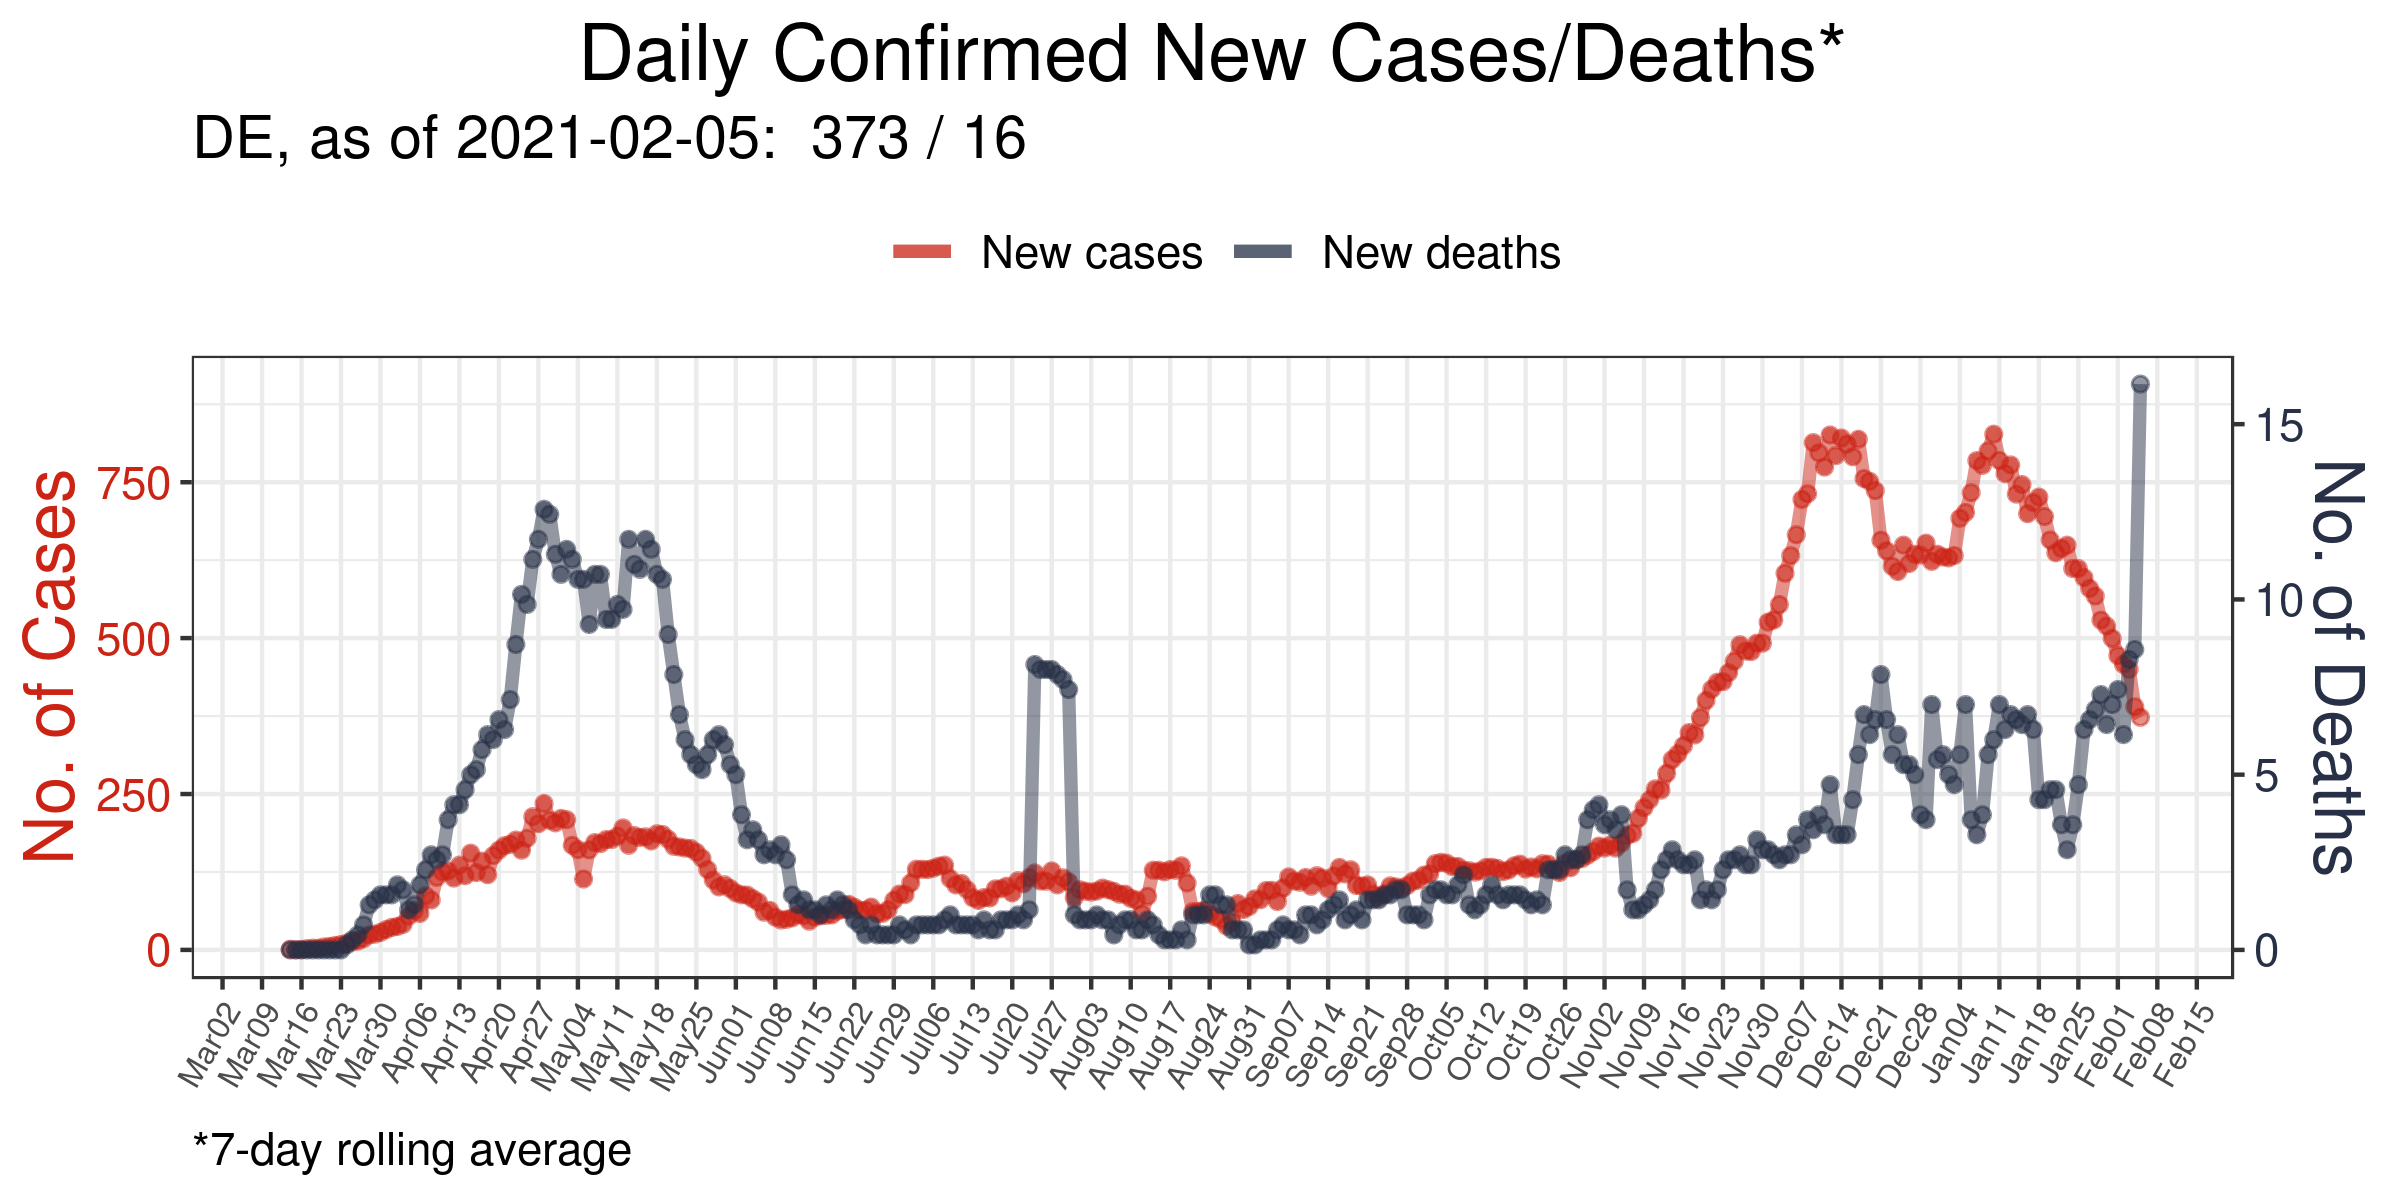 Daily Confirmed New Cases/Deaths*
DE, as of 2021-02-05:  373 / 16
New cases
New deaths
No. of Cases
750
500
250
0
15
10
5
0
No. of Deaths
Mar02
Mar09
Mar16
Mar23
Mar30
Apr06
Apr13
Apr20
Apr27
May04
May11
May18
May25
Jun01
Jun08
Jun15
Jun22
Jun29
Jul06
Jul13
Jul20
Jul27
Aug03
Aug10
Aug17
Aug24
Aug31
Sep07
Sep14
Sep21
Sep28
Oct05
Oct12
Oct19
Oct26
Nov02
Nov09
Nov16
Nov23
Nov30
Dec07
Dec14
Dec21
Dec28
Jan04
Jan11
Jan18
Jan25
Feb01
Feb08
Feb15
*7-day rolling average